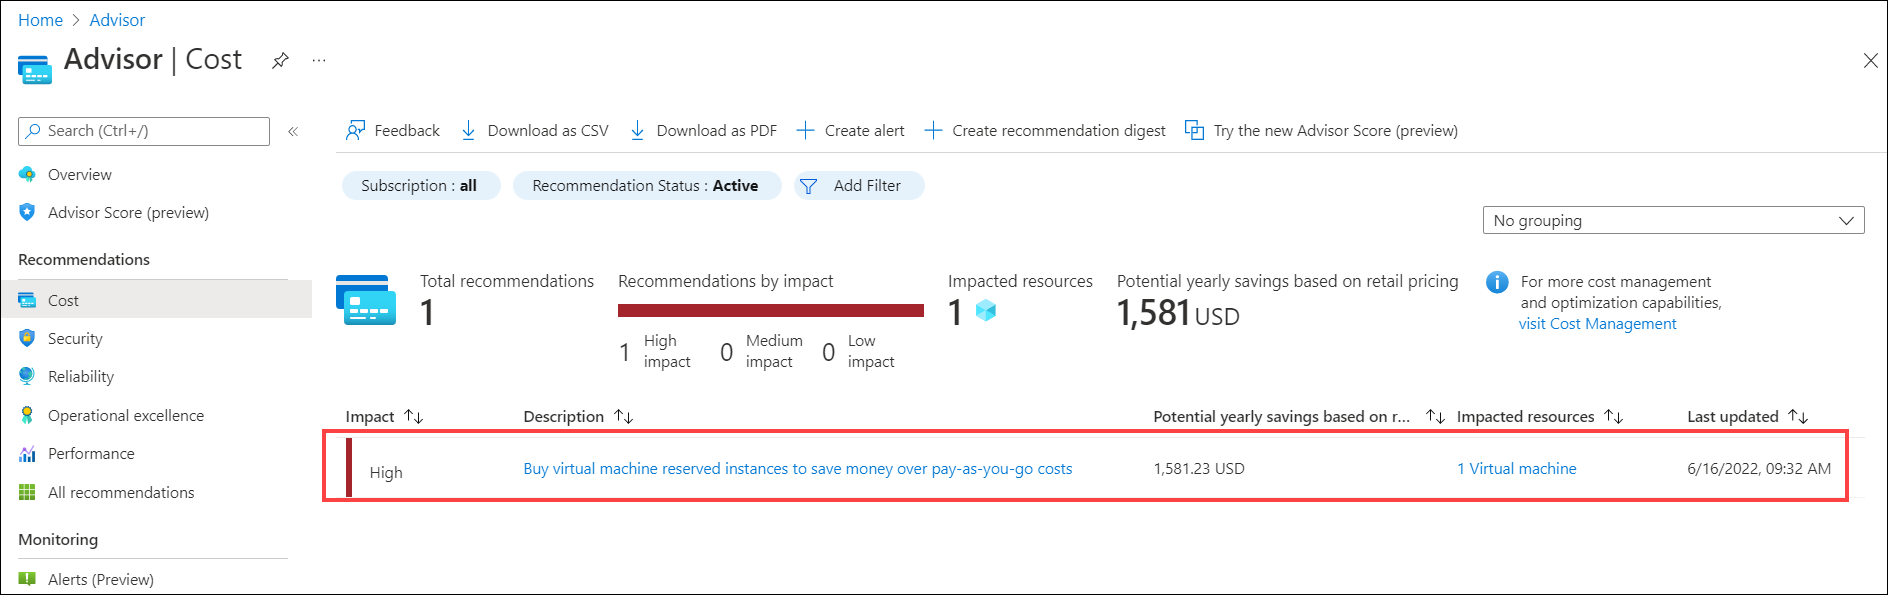 Home > Advisor
Advisor | Cost
Search (Ctrl+/)
Overview
Advisor Score (preview)
Recommendations
Cost
Security
Reliability
Operational excellence
Performance
All recommendations
Monitoring
Alerts (Preview)
Feedback Download as CSV Download as PDF Create alert Create recommendation digest Try the new Advisor Score (preview)
Subscription : all Recommendation Status : Active Add Filter
No grouping
Total recommendations
1
Recommendations by impact
1 High impact 0 Medium impact 0 Low impact
Impacted resources
1
Potential yearly savings based on retail pricing
1,581 USD
For more cost management
and optimization capabilities,
visit Cost Management
Impact Description Potential yearly savings based on r... Impacted resources Last updated
High Buy virtual machine reserved instances to save money over pay-as-you-go costs 1,581.23 USD 1 Virtual machine 6/16/2022, 09:32 AM